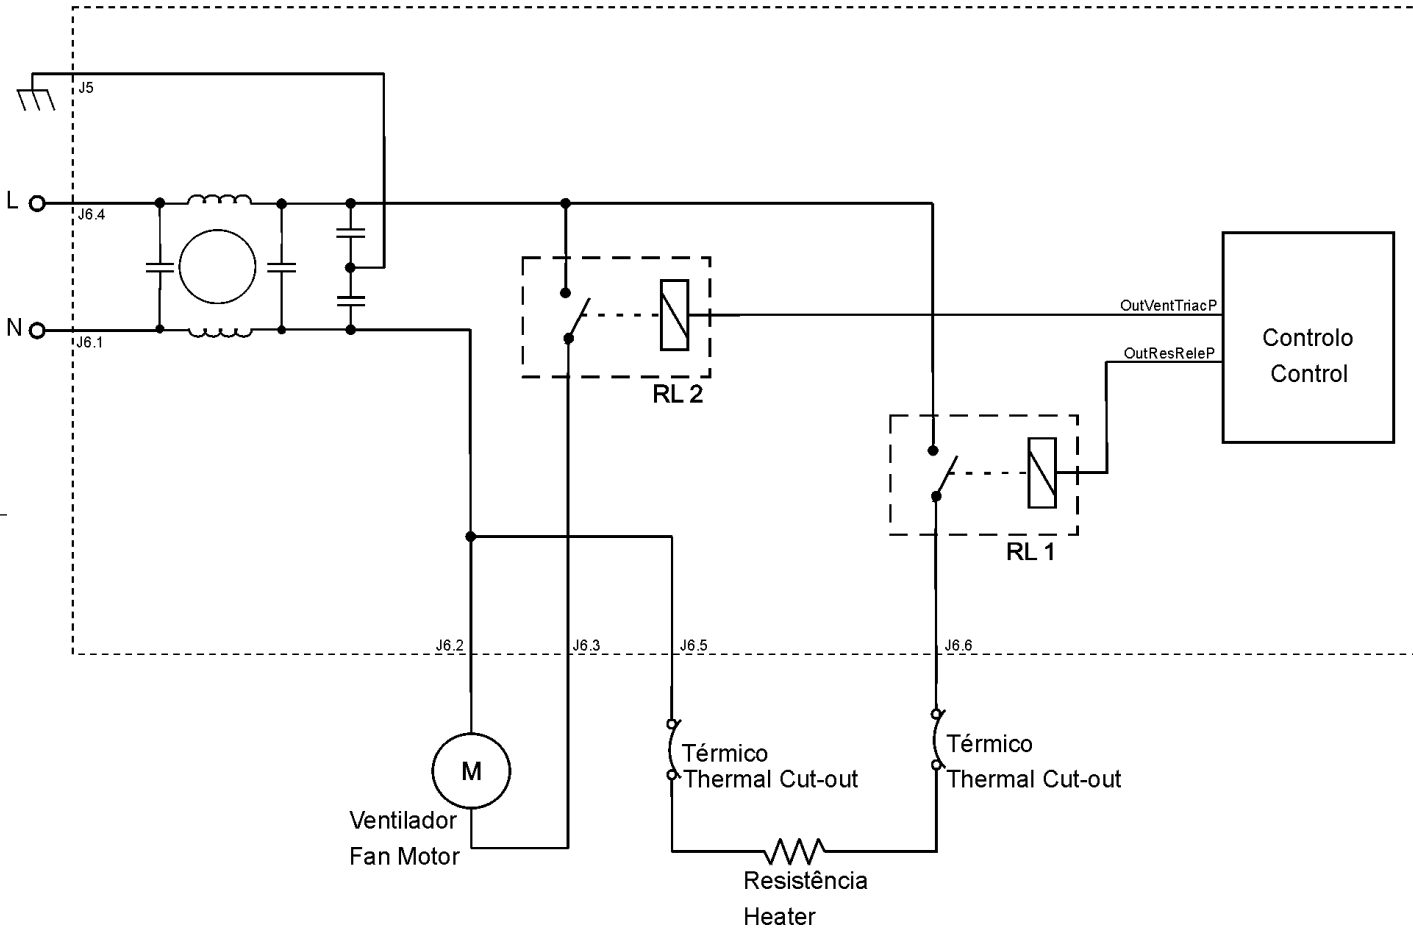 J5
L
J6.4
N
J6.1
OutVentTriacP
OutResReleP
Controlo
Control
RL 2
RL 1
J6.2
J6.3
J6.5
J6.6
M
Ventilador
Fan Motor
Térmico
Thermal Cut-out
Térmico
Thermal Cut-out
Resistência
Heater